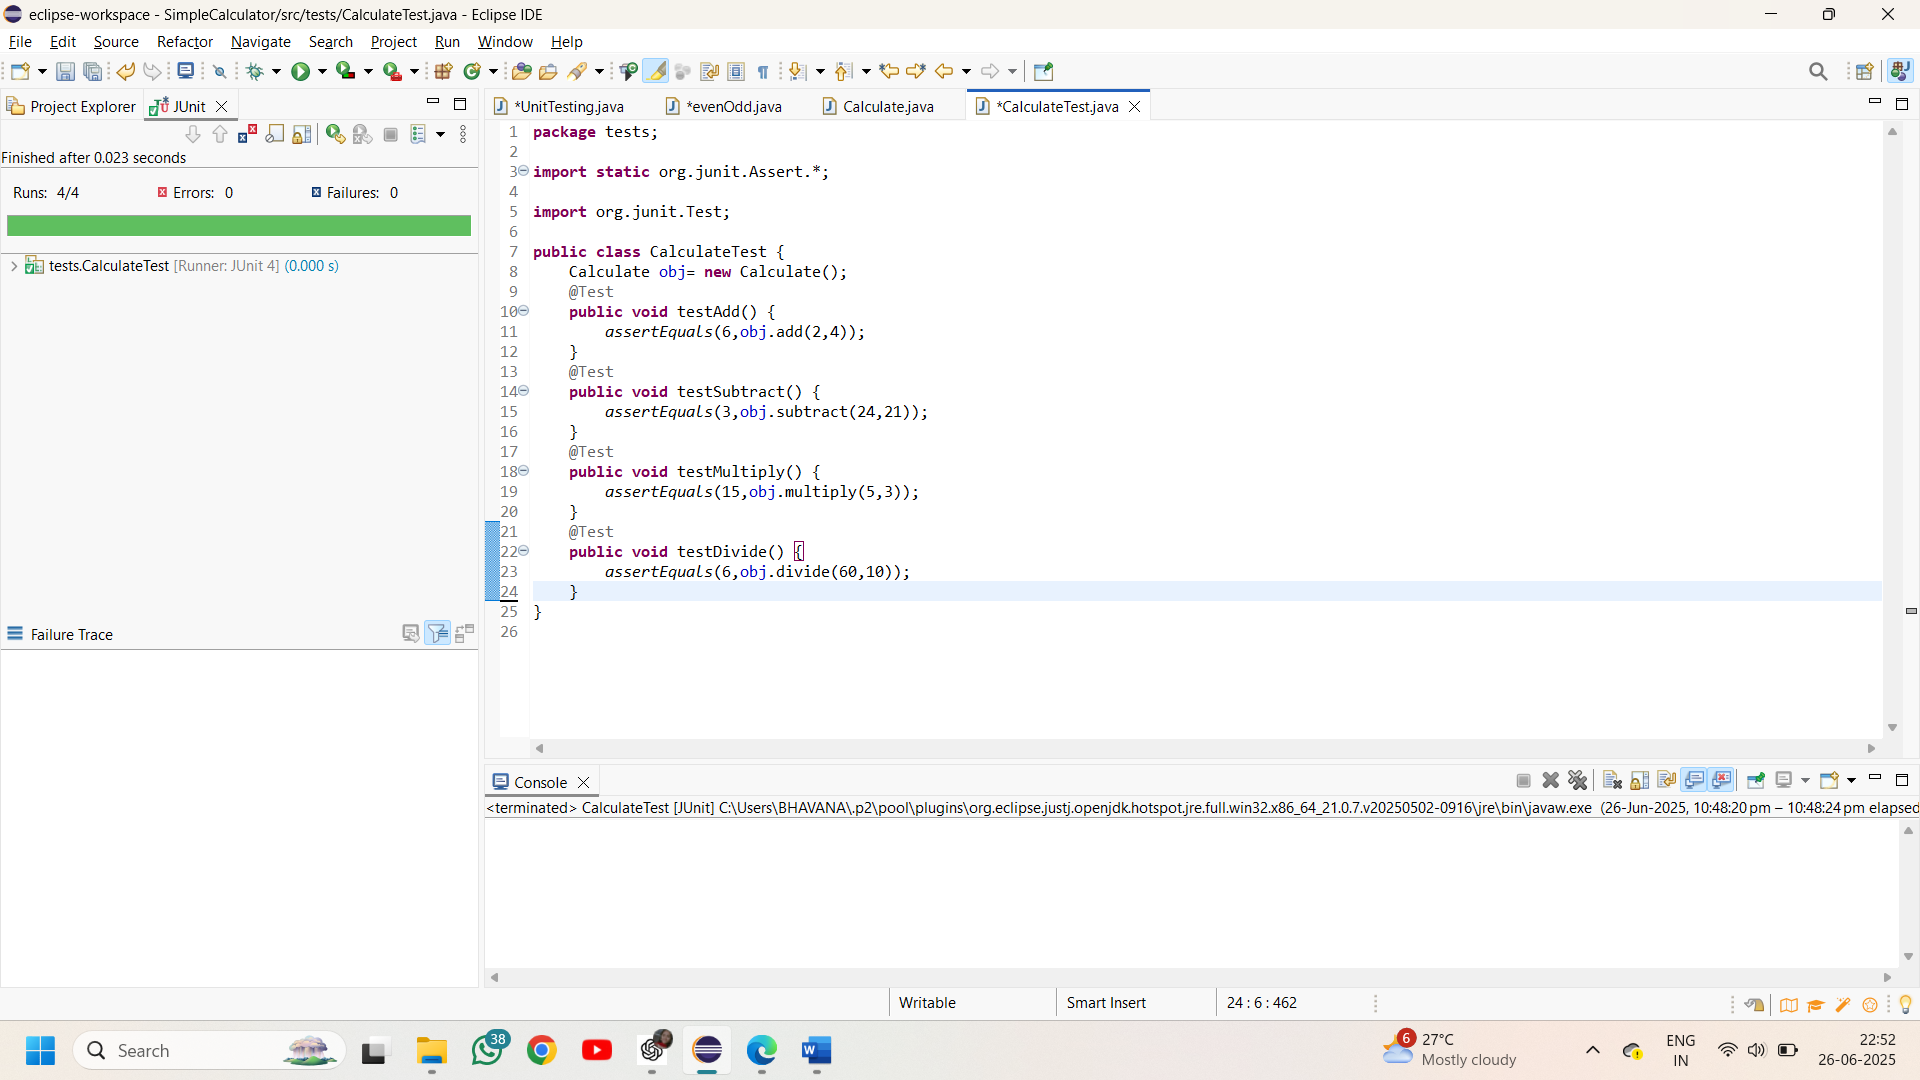 eclipse-workspace - SimpleCalculator/src/tests/CalculateTest.java - Eclipse IDE
File Edit Source Refactor Navigate Search Project Run Window Help
Project Explorer JUnit
Finished after 0.023 seconds
Runs: 4/4 Errors: 0 Failures: 0
tests.CalculateTest [Runner: JUnit 4] (0.000 s)
Failure Trace
*UnitTesting.java *evenOdd.java Calculate.java *CalculateTest.java
1 package tests;
2
3 import static org.junit.Assert.*;
4
5 import org.junit.Test;
6
7 public class CalculateTest {
8 Calculate obj= new Calculate();
9 @Test
10 public void testAdd() {
11 assertEquals(6,obj.add(2,4));
12 }
13 @Test
14 public void testSubtract() {
15 assertEquals(3,obj.subtract(24,21));
16 }
17 @Test
18 public void testMultiply() {
19 assertEquals(15,obj.multiply(5,3));
20 }
21 @Test
22 public void testDivide() {
23 assertEquals(6,obj.divide(60,10));
24 }
25 }
26
Console
<terminated> CalculateTest [JUnit] C:\Users\BHAVANA\.p2\pool\plugins\org.eclipse.justj.openjdk.hotspot.jre.full.win32.x86_64_21.0.7.v20250502-0916\jre\bin\javaw.exe (26-Jun-2025, 10:48:20 pm – 10:48:24 pm elapsed
Writable Smart Insert 24 : 6 : 462
Search
38
6
27°C
Mostly cloudy
ENG
IN
22:52
26-06-2025